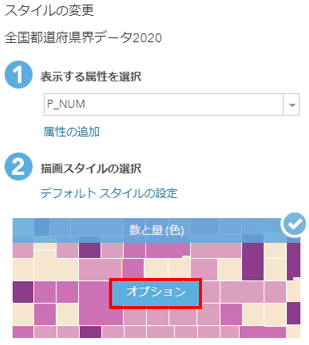 スタイルの変更
全国都道府県界データ2020
1 表示する属性を選択
P_NUM
属性の追加
2 描画スタイルの選択
デフォルト スタイルの設定
数と量 (色)
オプション